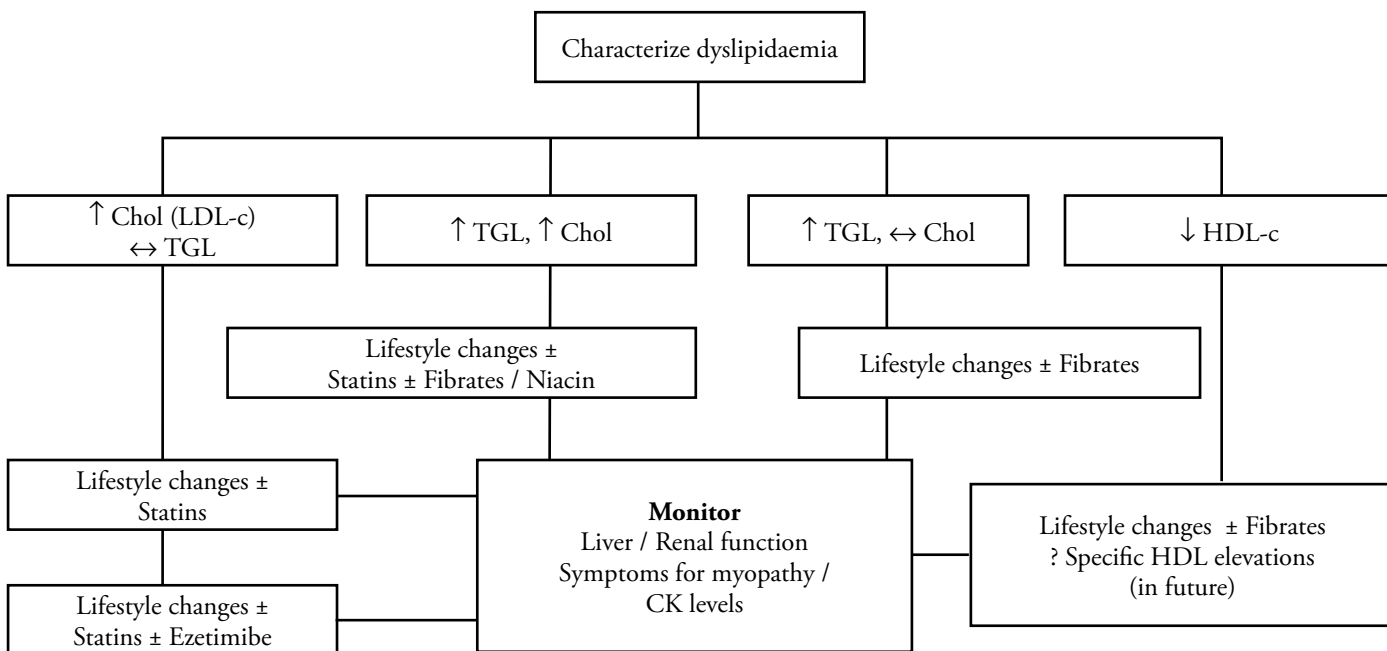 Characterize dyslipidaemia
↑ Chol (LDL-c)
↔ TGL
↑ TGL, ↑ Chol
↑ TGL, ↔ Chol
↓ HDL-c
Lifestyle changes ±
Statins ± Fibrates / Niacin
Lifestyle changes ± Fibrates
Lifestyle changes ±
Statins
Monitor
Liver / Renal function
Symptoms for myopathy /
CK levels
Lifestyle changes ± Fibrates
? Specific HDL elevations
(in future)
Lifestyle changes ±
Statins ± Ezetimibe